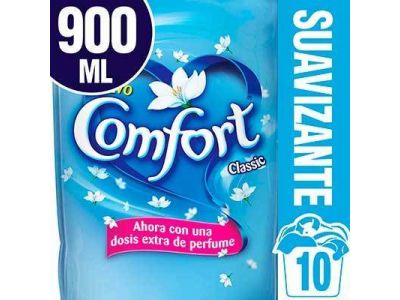 900
ML
Comfort
Classic
Ahora con una
dosis extra de perfume
SUAVIZANTE
10